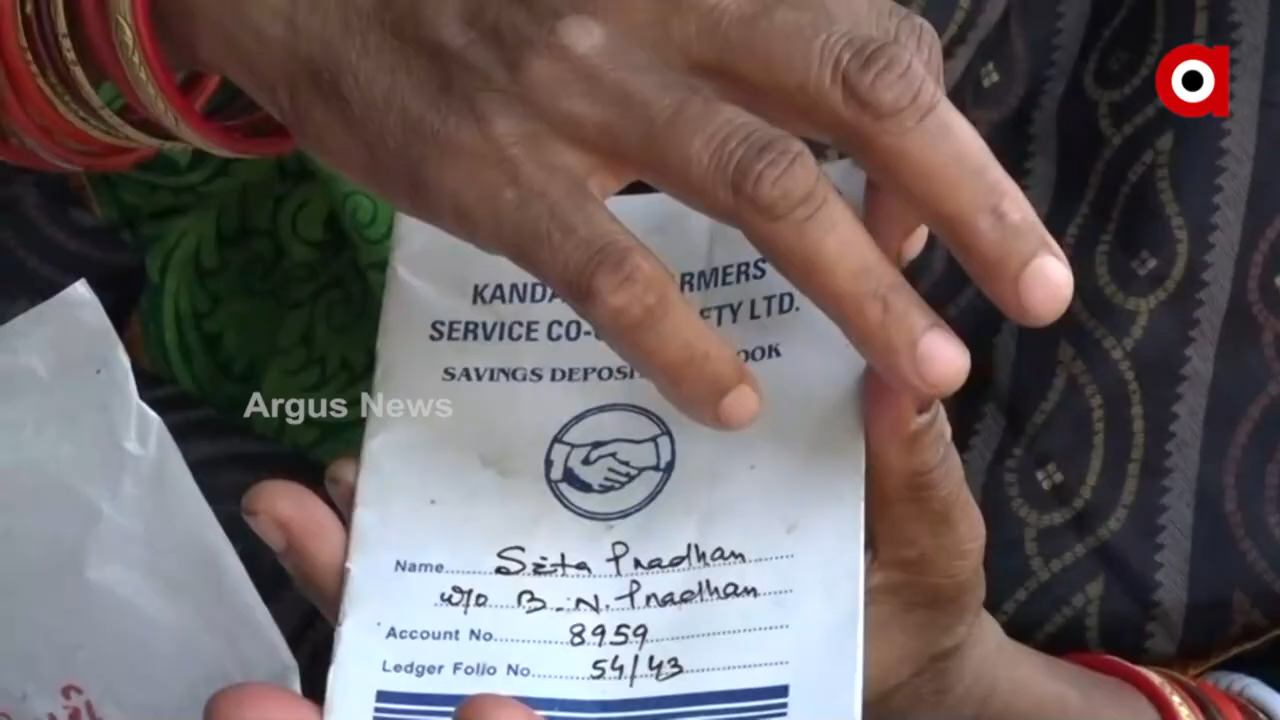 KANDA RMERS
SERVICE CO- ETY LTD.
SAVINGS DEPOSI OOK
Argus News
Name Sita Pradhan
w/o B.N. Pradhan
Account No. 8959
Ledger Folio No. 54/43